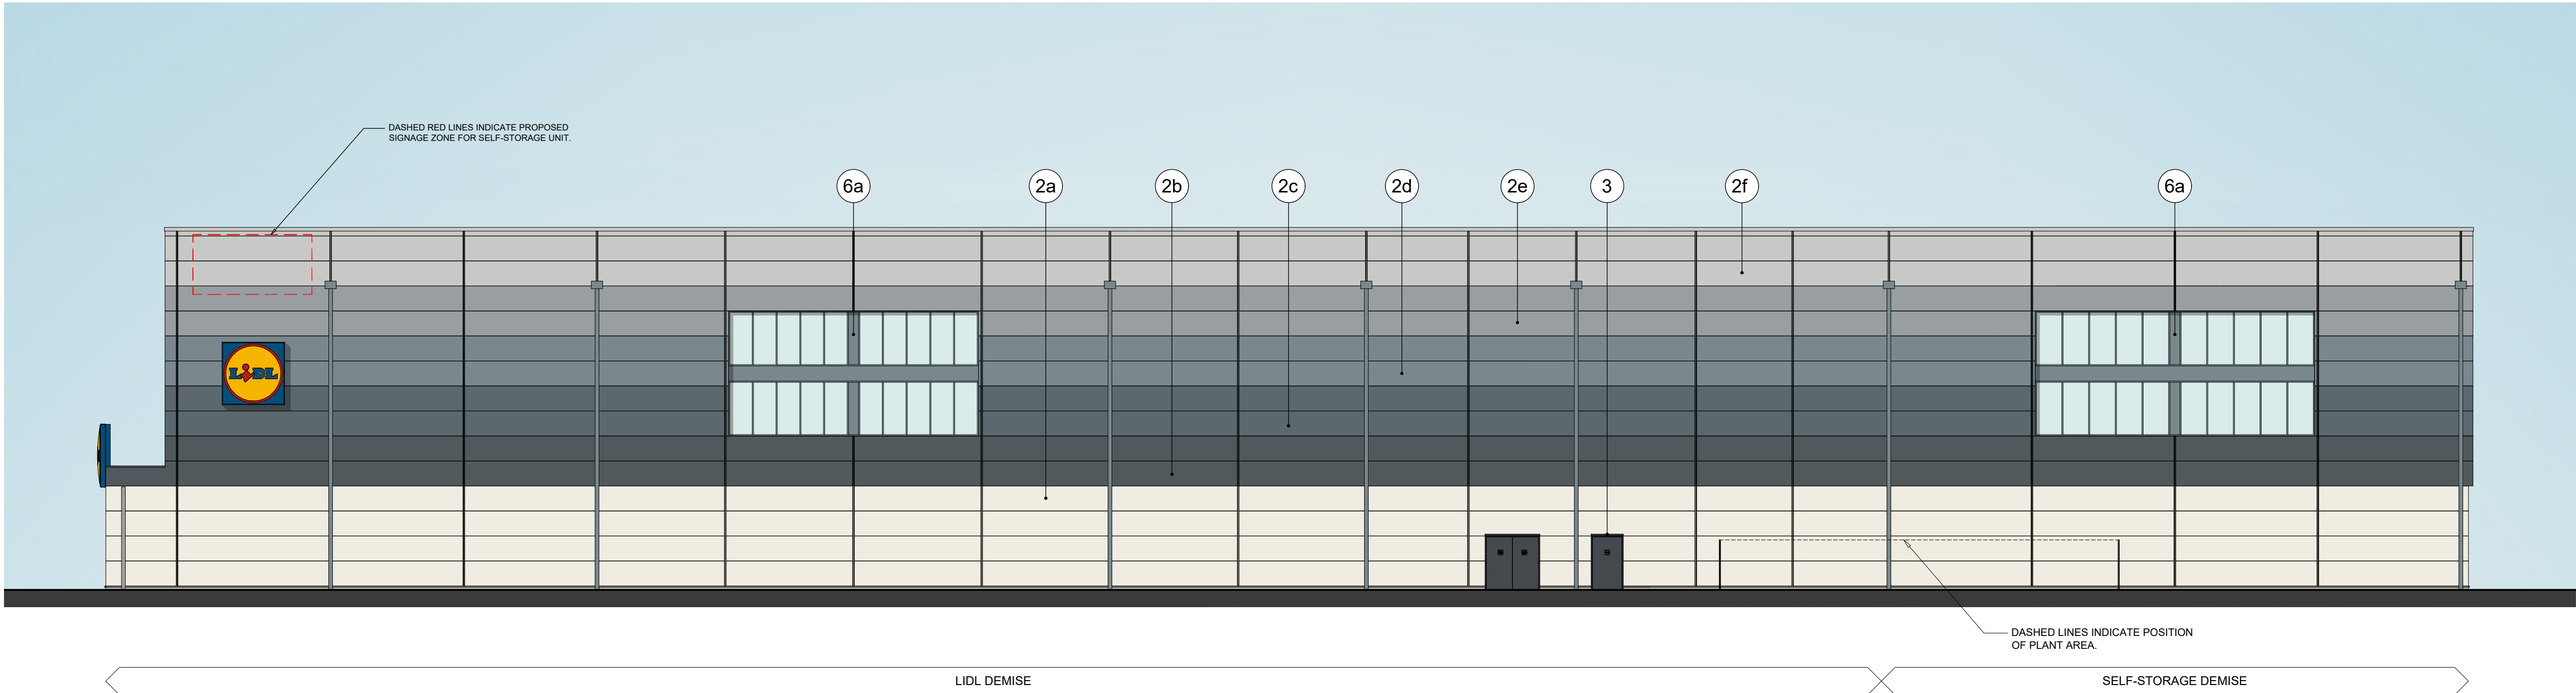 DASHED RED LINES INDICATE PROPOSED
SIGNAGE ZONE FOR SELF-STORAGE UNIT.
6a
2a
2b
2c
2d
2e
3
2f
6a
LIDL
DASHED LINES INDICATE POSITION
OF PLANT AREA.
LIDL DEMISE
SELF-STORAGE DEMISE